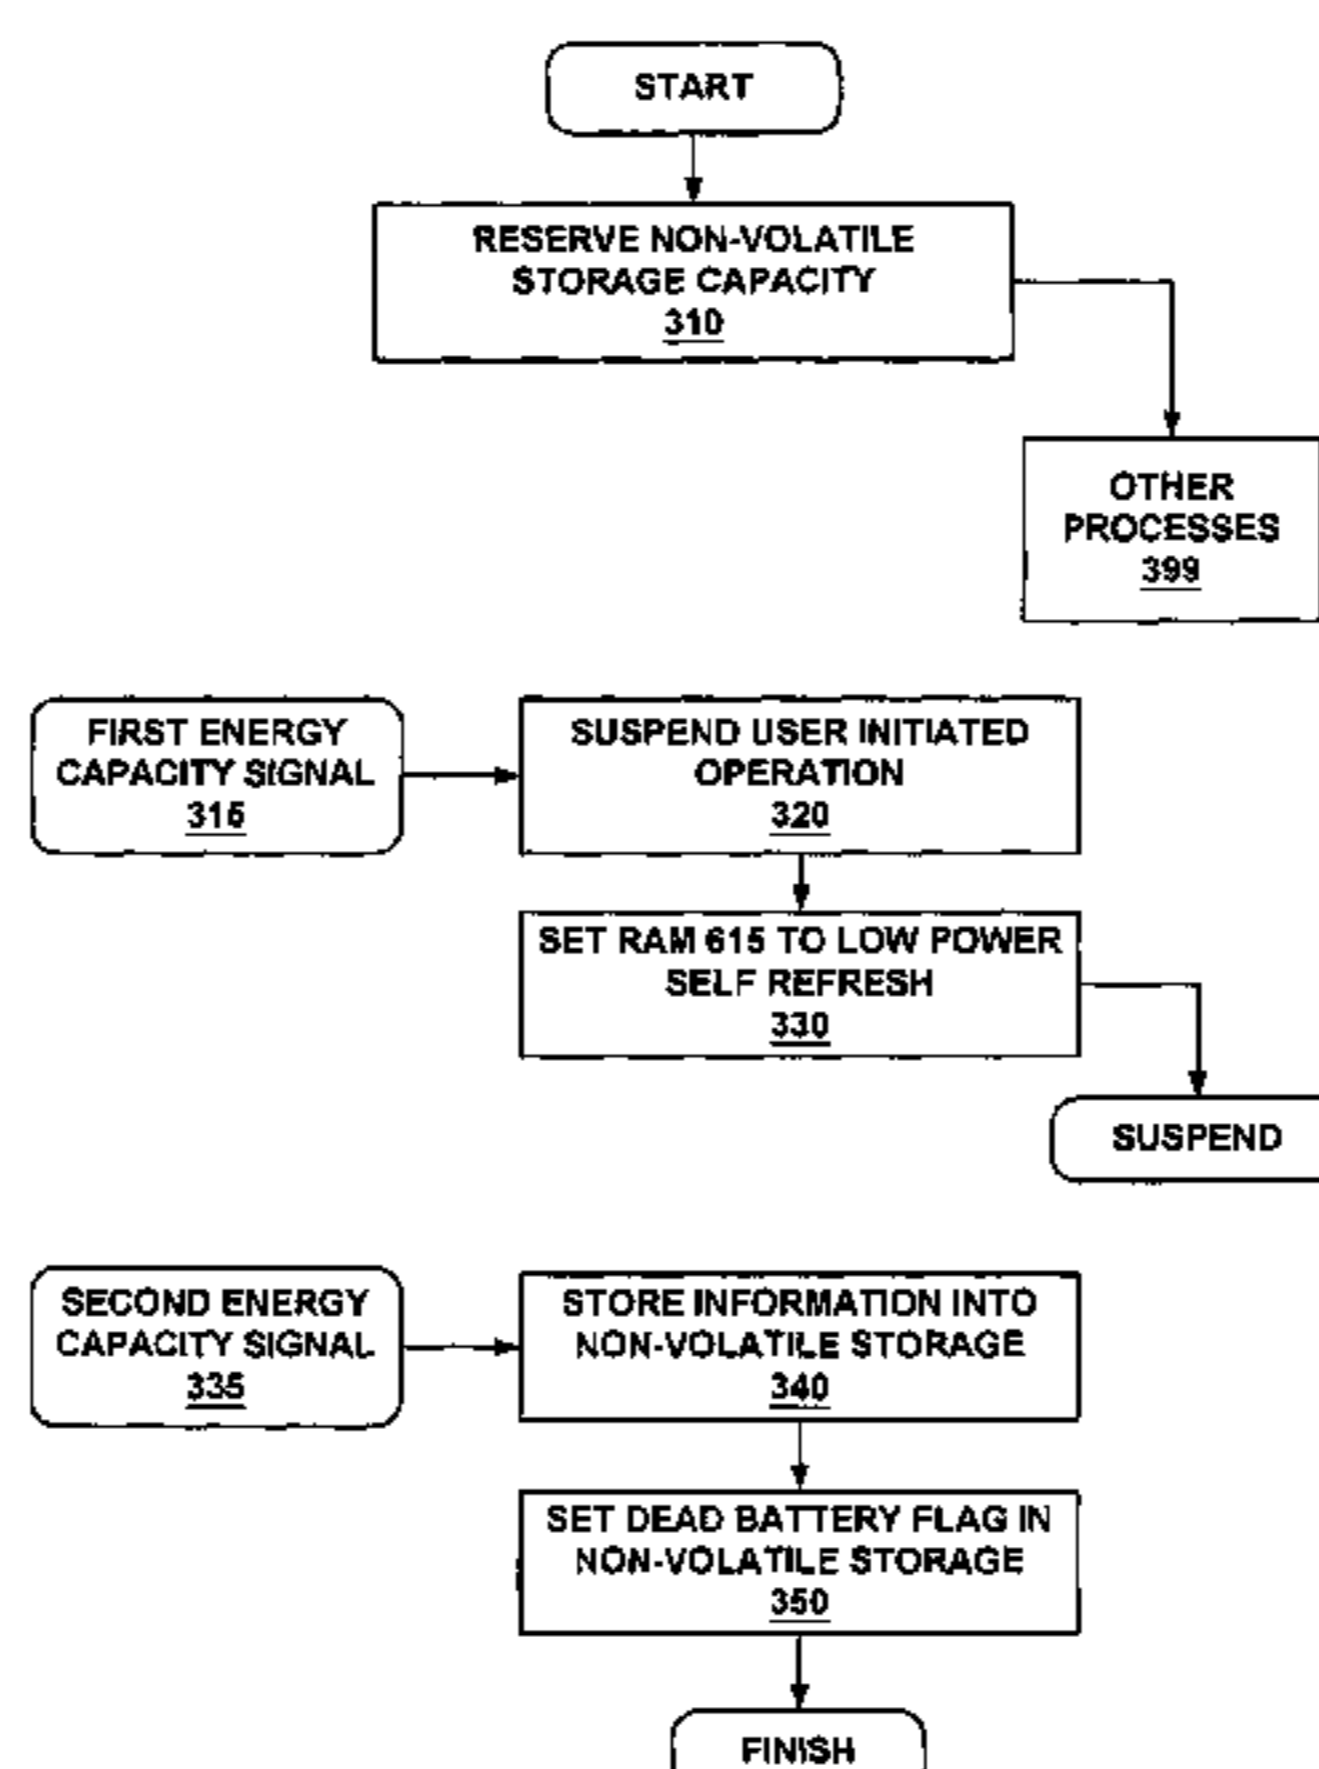 START
RESERVE NON-VOLATILE
STORAGE CAPACITY
310
OTHER
PROCESSES
399
FIRST ENERGY
CAPACITY SIGNAL
315
SUSPEND USER INITIATED
OPERATION
320
SET RAM 615 TO LOW POWER
SELF REFRESH
330
SUSPEND
SECOND ENERGY
CAPACITY SIGNAL
335
STORE INFORMATION INTO
NON-VOLATILE STORAGE
340
SET DEAD BATTERY FLAG IN
NON-VOLATILE STORAGE
350
FINISH